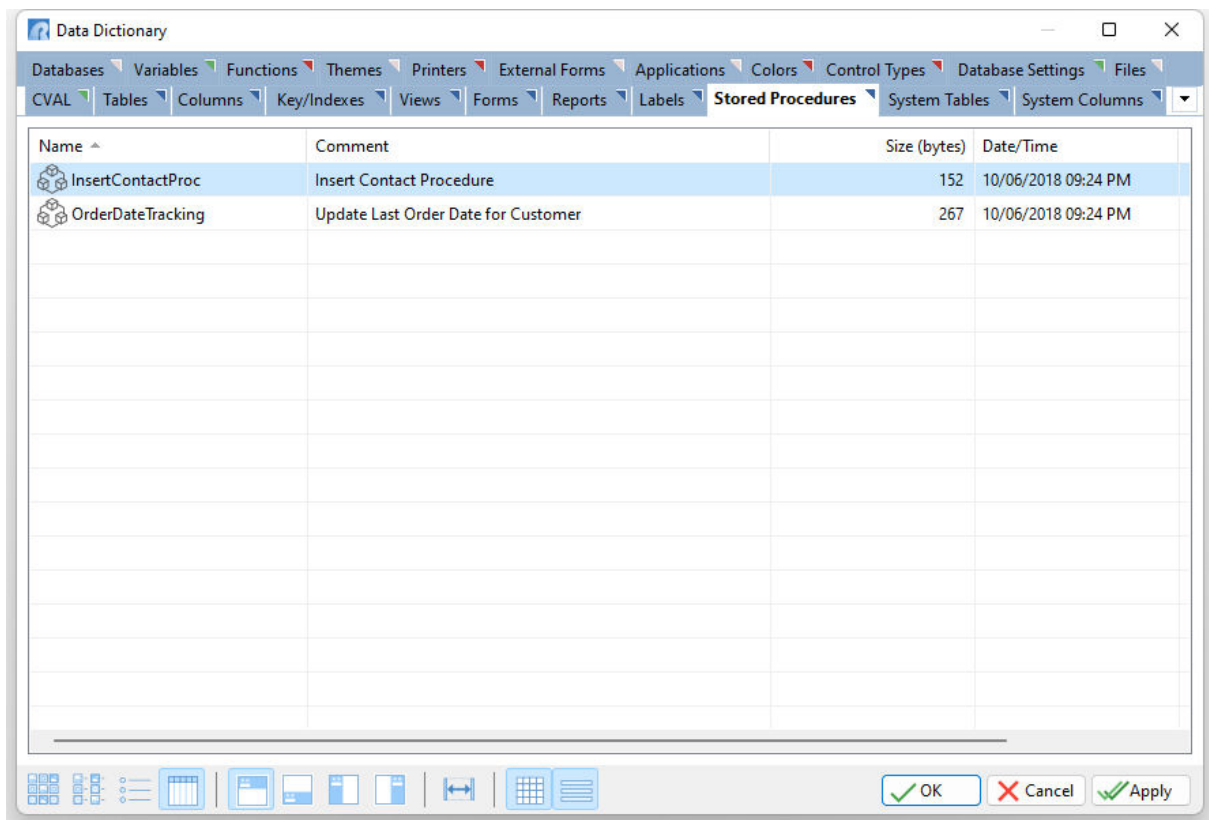 Data Dictionary
Databases Variables Functions Themes Printers External Forms Applications Colors Control Types Database Settings Files
CVAL Tables Columns Key/Indexes Views Forms Reports Labels Stored Procedures System Tables System Columns
Name Comment Size (bytes) Date/Time
InsertContactProc Insert Contact Procedure 152 10/06/2018 09:24 PM
OrderDateTracking Update Last Order Date for Customer 267 10/06/2018 09:24 PM
OK Cancel Apply